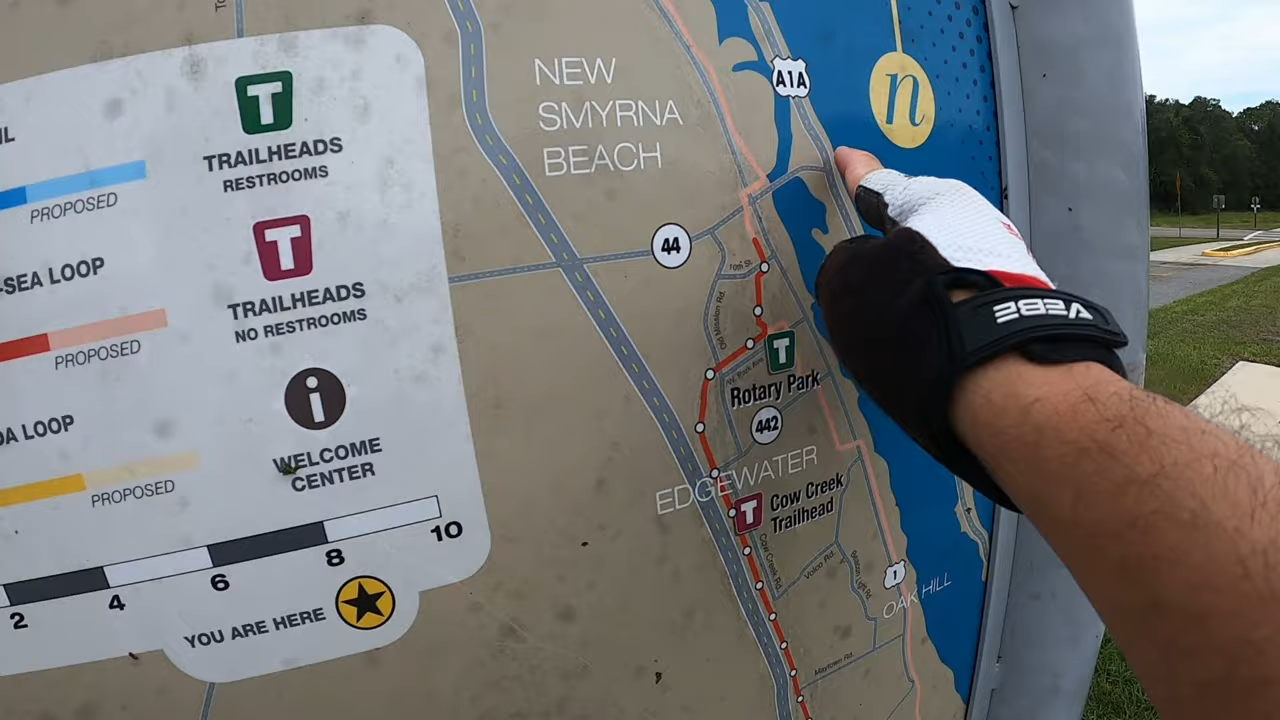 TRAILHEADS
RESTROOMS
PROPOSED
T
TRAILHEADS
NO RESTROOMS
T
-SEA LOOP
PROPOSED
i
WELCOME
CENTER
DA LOOP
PROPOSED
2 4 6 8 10
YOU ARE HERE
NEW
SMYRNA
BEACH
A1A
n
44
10th St.
Old Mission Rd.
T
W. Park Ave.
Rotary Park
442
EDGEWATER
T
Cow Creek
Trailhead
Cow Creek Rd.
Volco Rd.
1
OAK HILL
Maytown Rd.
VEBE